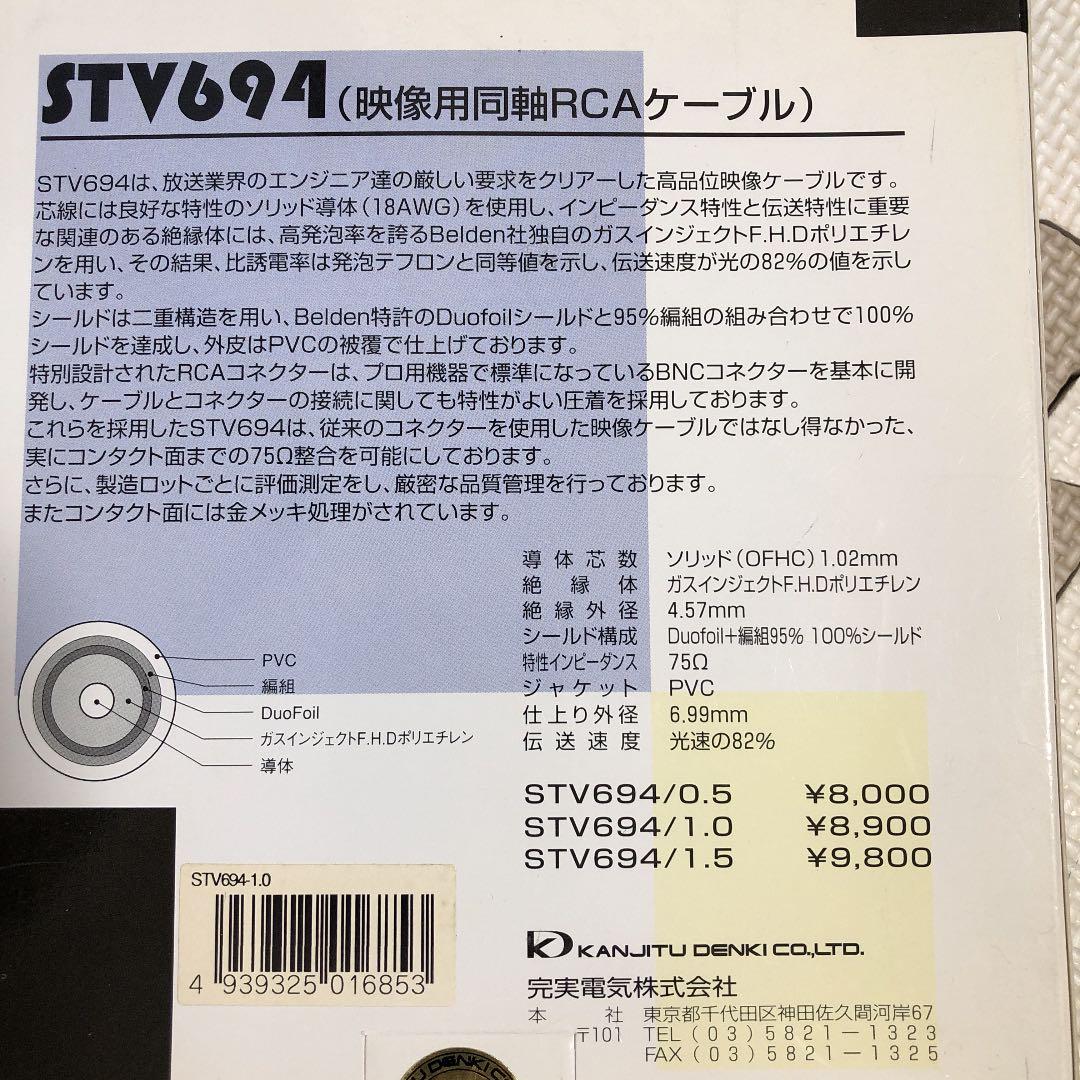 STV694（映像用同軸RCAケーブル）
STV694は、放送業界のエンジニア達の厳しい要求をクリアーした高品位映像ケーブルです。
芯線には良好な特性のソリッド導体（18AWG）を使用し、インピーダンス特性と伝送特性に重要
な関連のある絶縁体には、高発泡率を誇るBelden社独自のガスインジェクトF.H.Dポリエチレ
ンを用い、その結果、比誘電率は発泡テフロンと同等値を示し、伝送速度が光の82%の値を示し
ています。
シールドは二重構造を用い、Belden特許のDuofoilシールドと95%編組の組み合わせで100%
シールドを達成し、外皮はPVCの被覆で仕上げております。
特別設計されたRCAコネクターは、プロ用機器で標準になっているBNCコネクターを基本に開
発し、ケーブルとコネクターの接続に関しても特性がよい圧着を採用しております。
これらを採用したSTV694は、従来のコネクターを使用した映像ケーブルではなし得なかった、
実にコンタクト面までの75Ω整合を可能にしております。
さらに、製造ロットごとに評価測定をし、厳密な品質管理を行っております。
またコンタクト面には金メッキ処理がされています。
導体芯数 ソリッド（OFHC）1.02mm
絶縁体 ガスインジェクトF.H.Dポリエチレン
絶縁外径 4.57mm
シールド構成 Duofoil+編組95% 100%シールド
特性インピーダンス 75Ω
ジャケット PVC
仕上り外径 6.99mm
伝送速度 光速の82%
PVC
編組
DuoFoil
ガスインジェクトF.H.Dポリエチレン
導体
STV694/0.5 ¥8,000
STV694/1.0 ¥8,900
STV694/1.5 ¥9,800
STV694-1.0
4 939325 016853
KANJITU DENKI CO.,LTD.
完実電気株式会社
本社 東京都千代田区神田佐久間河岸67
〒101 TEL（03）5821－1323
FAX（03）5821－1325
U DENKI C